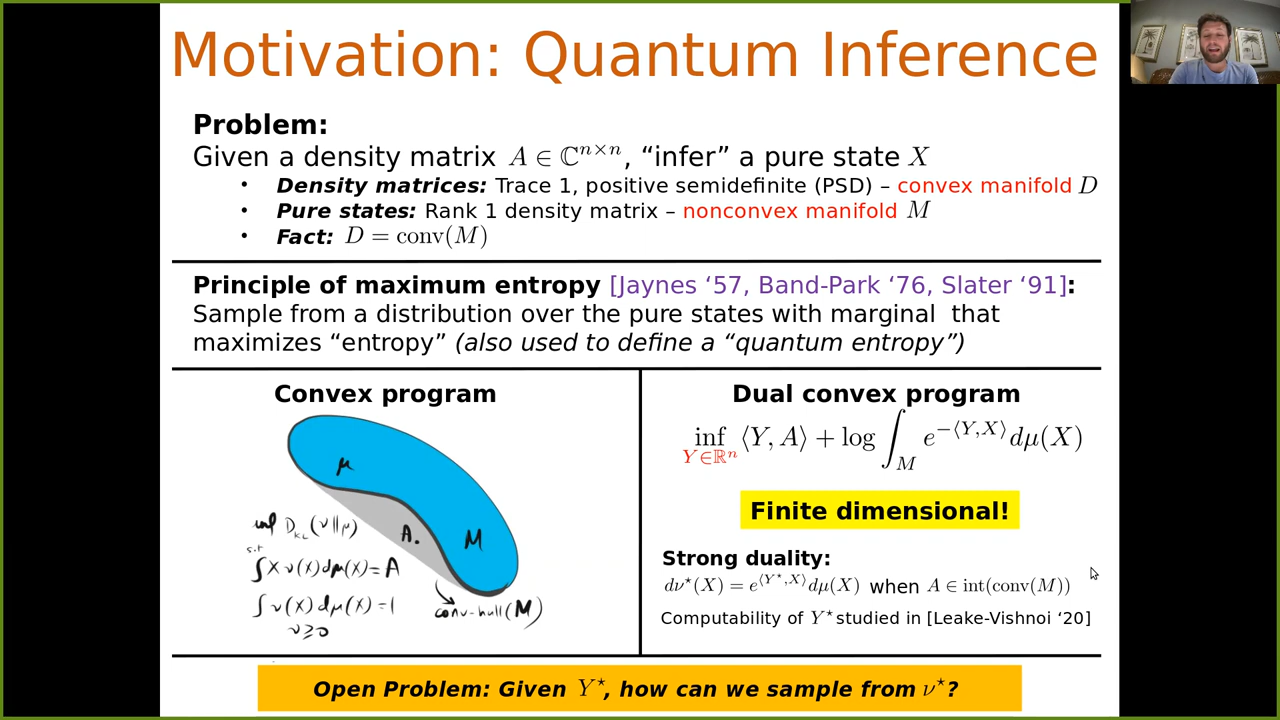 Motivation: Quantum Inference
Problem:
Given a density matrix A ∈ ℂ^{n×n}, “infer” a pure state X
• Density matrices: Trace 1, positive semidefinite (PSD) – convex manifold D
• Pure states: Rank 1 density matrix – nonconvex manifold M
• Fact: D = conv(M)
Principle of maximum entropy [Jaynes ‘57, Band-Park ‘76, Slater ‘91]:
Sample from a distribution over the pure states with marginal that
maximizes “entropy” (also used to define a “quantum entropy”)
Convex program
μ
M
A.
inf D_{KL}(ν||μ)
s.t
∫X ν(X)dμ(X)=A
∫ν(X)dμ(X)=1
ν≥0
conv-hull(M)
Dual convex program
inf_{Y∈ℝ^n} ⟨Y, A⟩ + log ∫_M e^{−⟨Y,X⟩}dμ(X)
Finite dimensional!
Strong duality:
dν⋆(X) = e^{⟨Y⋆,X⟩}dμ(X) when A ∈ int(conv(M))
Computability of Y⋆ studied in [Leake-Vishnoi ‘20]
Open Problem: Given Y⋆, how can we sample from ν⋆?